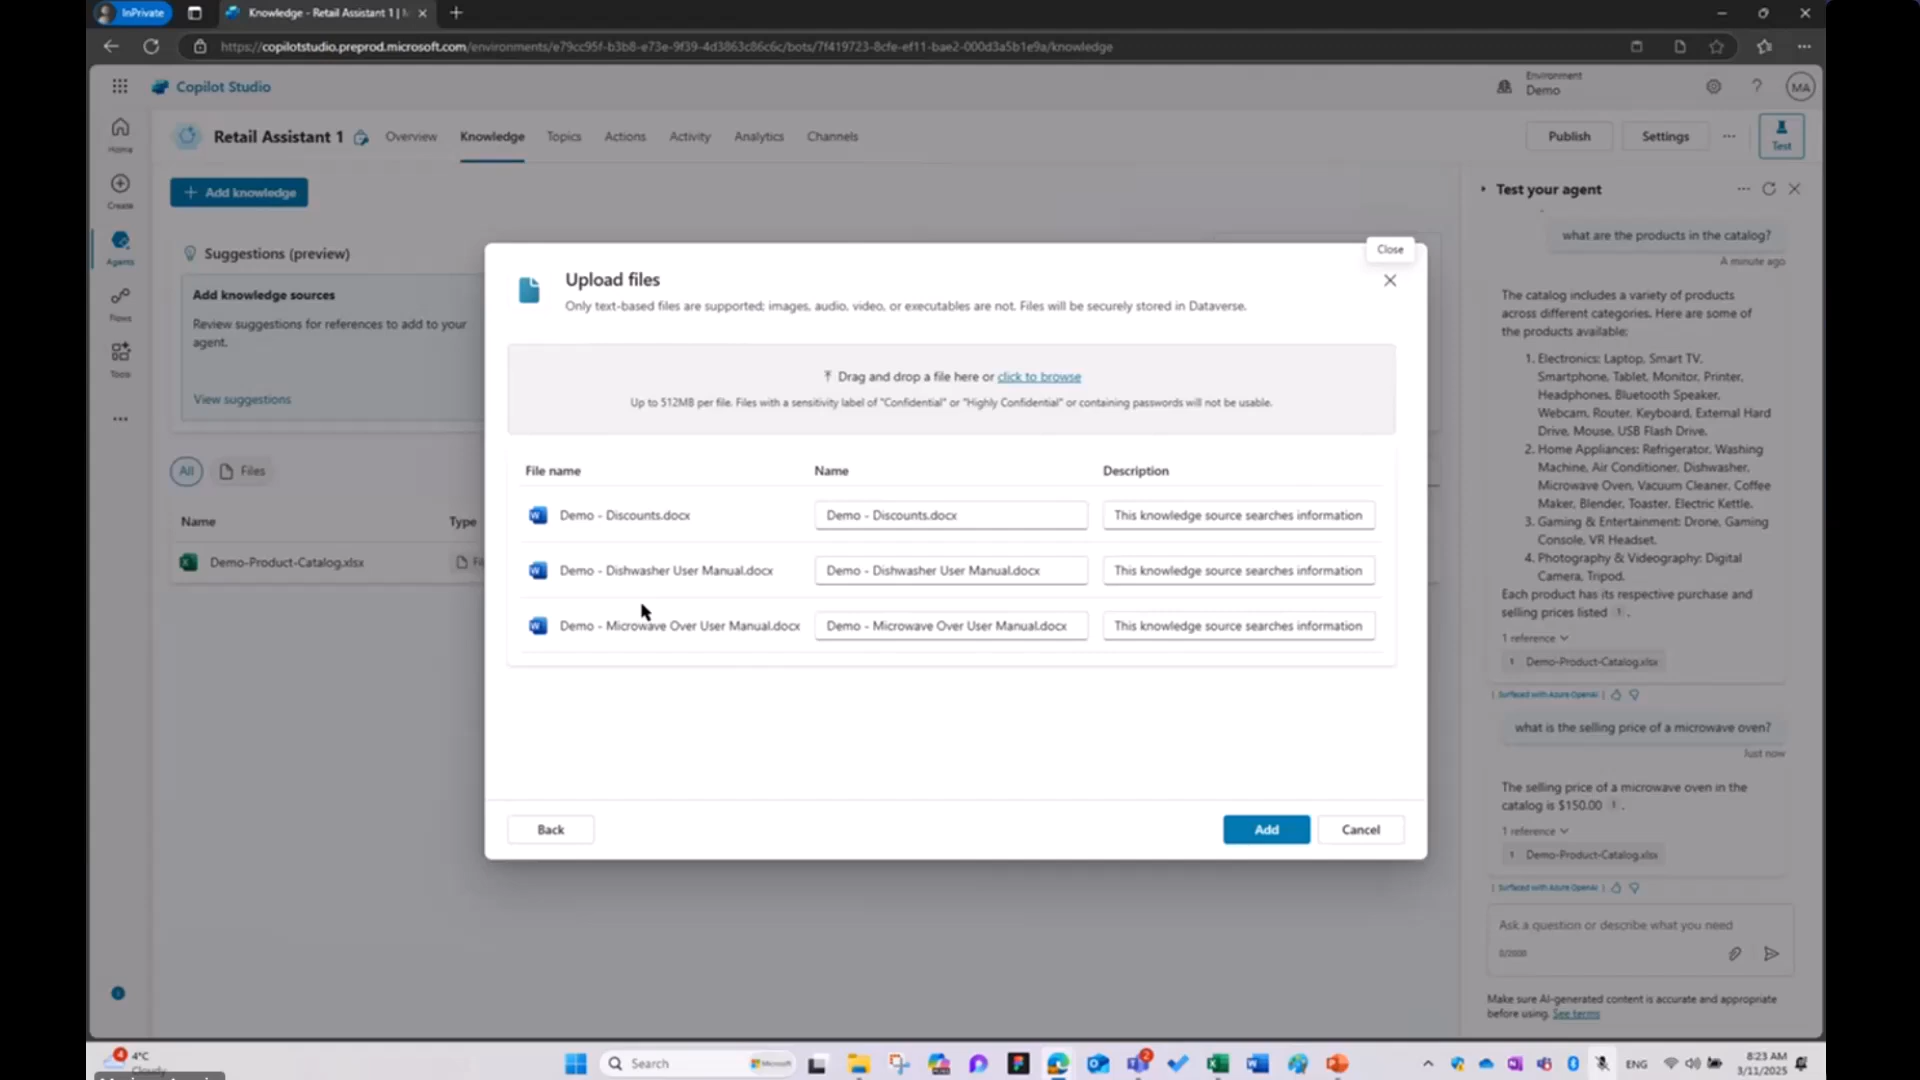 InPrivate
Knowledge - Retail Assistant 1 |
https://copilotstudio.preprod.microsoft.com/environments/e79cc95f-b3b8-e73e-9f39-4d3863c86c6c/bots/7f419723-8cfe-ef11-bae2-000d3a5b1e9a/knowledge
Copilot Studio
Environment
Demo
MA
Retail Assistant 1
Overview
Knowledge
Topics
Actions
Activity
Analytics
Channels
Publish
Settings
Test
Home
Create
Agents
Flows
Tools
Add knowledge
Suggestions (preview)
Add knowledge sources
Review suggestions for references to add to your
agent.
View suggestions
All
Files
Name
Type
Demo-Product-Catalog.xlsx
Close
Upload files
Only text-based files are supported; images, audio, video, or executables are not. Files will be securely stored in Dataverse.
Drag and drop a file here or click to browse
Up to 512MB per file. Files with a sensitivity label of "Confidential" or "Highly Confidential" or containing passwords will not be usable.
File name
Name
Description
Demo - Discounts.docx
Demo - Discounts.docx
This knowledge source searches information
Demo - Dishwasher User Manual.docx
Demo - Dishwasher User Manual.docx
This knowledge source searches information
Demo - Microwave Over User Manual.docx
Demo - Microwave Over User Manual.docx
This knowledge source searches information
Back
Add
Cancel
Test your agent
what are the products in the catalog?
A minute ago
The catalog includes a variety of products
across different categories. Here are some of
the products available:
1. Electronics: Laptop, Smart TV,
Smartphone, Tablet, Monitor, Printer,
Headphones, Bluetooth Speaker,
Webcam, Router, Keyboard, External Hard
Drive, Mouse, USB Flash Drive.
2. Home Appliances: Refrigerator, Washing
Machine, Air Conditioner, Dishwasher,
Microwave Oven, Vacuum Cleaner, Coffee
Maker, Blender, Toaster, Electric Kettle.
3. Gaming & Entertainment: Drone, Gaming
Console, VR Headset.
4. Photography & Videography: Digital
Camera, Tripod.
Each product has its respective purchase and
selling prices listed 1 .
1 reference
1 Demo-Product-Catalog.xlsx
Surfaced with Azure OpenAI
what is the selling price of a microwave oven?
Just now
The selling price of a microwave oven in the
catalog is $150.00 1 .
1 reference
1 Demo-Product-Catalog.xlsx
Surfaced with Azure OpenAI
Ask a question or describe what you need
0/2000
Make sure AI-generated content is accurate and appropriate
before using. See terms
4
4°C
Cloudy
Search
Microsoft
2
ENG
8:23 AM
3/11/2025